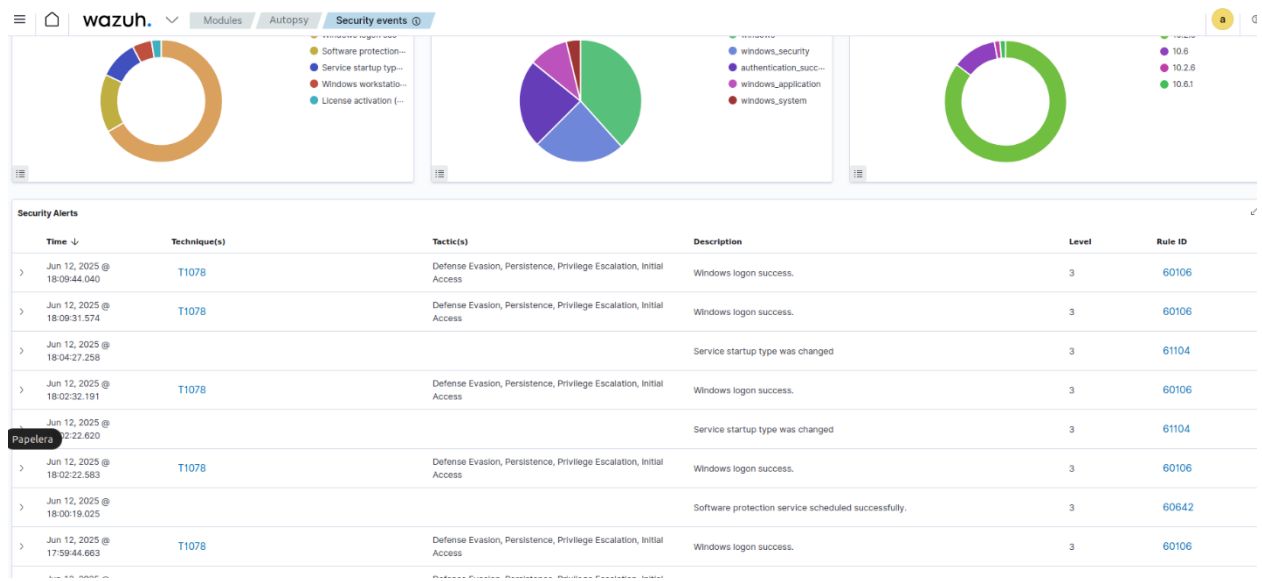 wazuh. Modules Autopsy Security events a
Software protection...
Service startup typ...
Windows workstatio...
License activation (...
windows_security
authentication_succ...
windows_application
windows_system
10.6
10.2.6
10.6.1
Security Alerts
Time Technique(s) Tactic(s) Description Level Rule ID
Jun 12, 2025 @
18:09:44.040
T1078
Defense Evasion, Persistence, Privilege Escalation, Initial
Access
Windows logon success.
3
60106
Jun 12, 2025 @
18:09:31.574
T1078
Defense Evasion, Persistence, Privilege Escalation, Initial
Access
Windows logon success.
3
60106
Jun 12, 2025 @
18:04:27.258
Service startup type was changed
3
61104
Jun 12, 2025 @
18:02:32.191
T1078
Defense Evasion, Persistence, Privilege Escalation, Initial
Access
Windows logon success.
3
60106
Jun 12, 2025 @
02:22.620
Papelera
Service startup type was changed
3
61104
Jun 12, 2025 @
18:02:22.583
T1078
Defense Evasion, Persistence, Privilege Escalation, Initial
Access
Windows logon success.
3
60106
Jun 12, 2025 @
18:00:19.025
Software protection service scheduled successfully.
3
60642
Jun 12, 2025 @
17:59:44.663
T1078
Defense Evasion, Persistence, Privilege Escalation, Initial
Access
Windows logon success.
3
60106